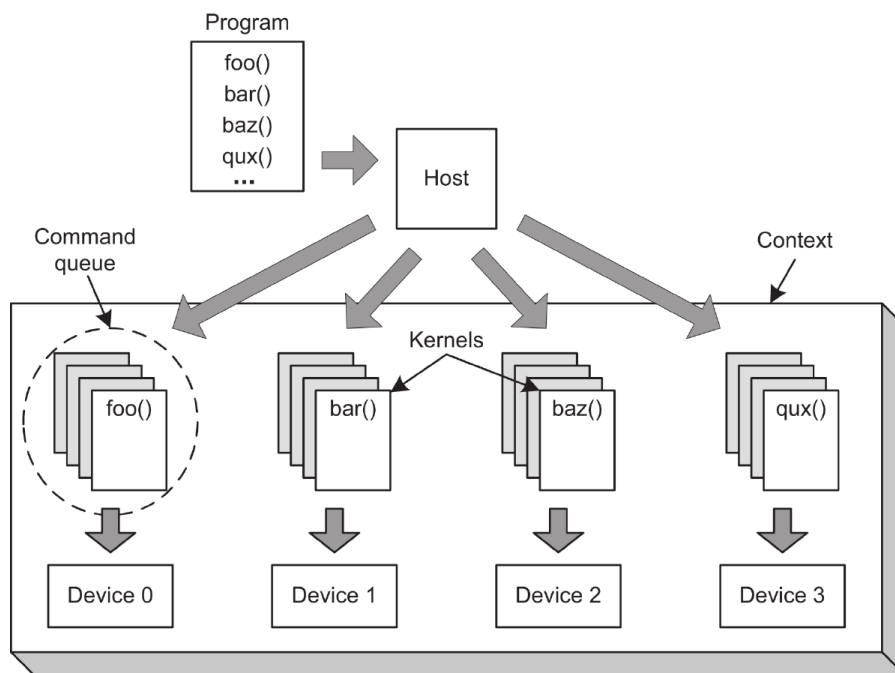 Program
foo()
bar()
baz()
qux()
...
Host
Command
queue
Context
Kernels
foo()
bar()
baz()
qux()
Device 0
Device 1
Device 2
Device 3